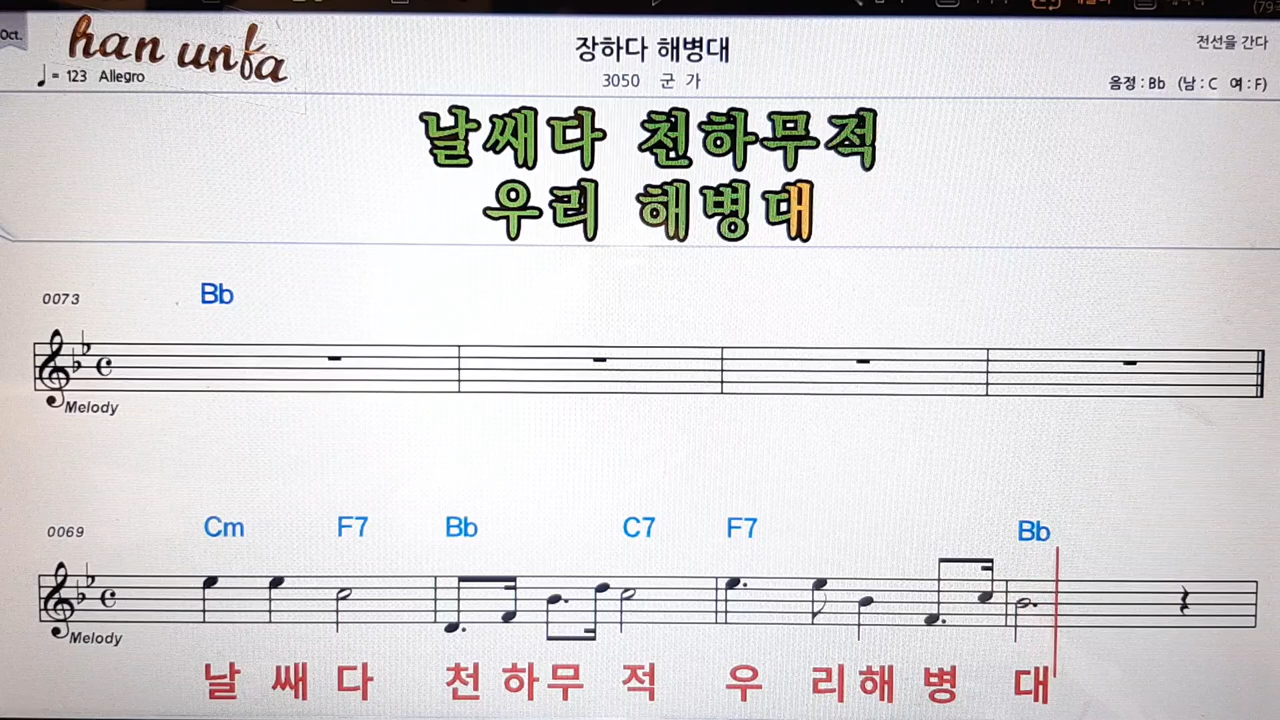 Oct.
han unfa
♩ = 123 Allegro
장하다 해병대
3050 군 가
전선을 간다
음정 : Bb (남 : C 여 : F)
날쌔다 천하무적
우리 해병대
0073 Bb
Melody
0069 Cm F7 Bb C7 F7 Bb
Melody
날 쌔 다 천 하 무 적 우 리 해 병 대